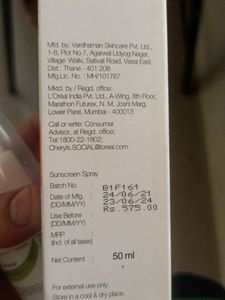 Mfd. by: Vardhaman Skincare Pvt. Ltd.,
1-8, Plot No.7, Agarwal Udyog Nagar,
Village: Waliv, Sativali Road, Vasai East,
Dist.: Thane - 401 208
Mfg.Lic. No. : MH/101767
Mktd. by / Regd. office:
L'Oréal India Pvt. Ltd., A-Wing, 8th Floor,
Marathon Futurex, N. M. Joshi Marg,
Lower Parel, Mumbai - 400013
Call or write: Consumer
Advisor, at Regd. office;
Tel:1800-22-1802;
Cheryls.SOCIAL@loreal.com
Sunscreen Spray
Batch No. : B1F161
Date of Mfg. : 24/06/21
(DD/MM/YY) 23/06/24
Use Before : Rs.575.00
(DD/MM/YY)
MRP :
(incl. of all taxes)
Net Content : 50 ml
For external use only.
Store in a cool & dry place